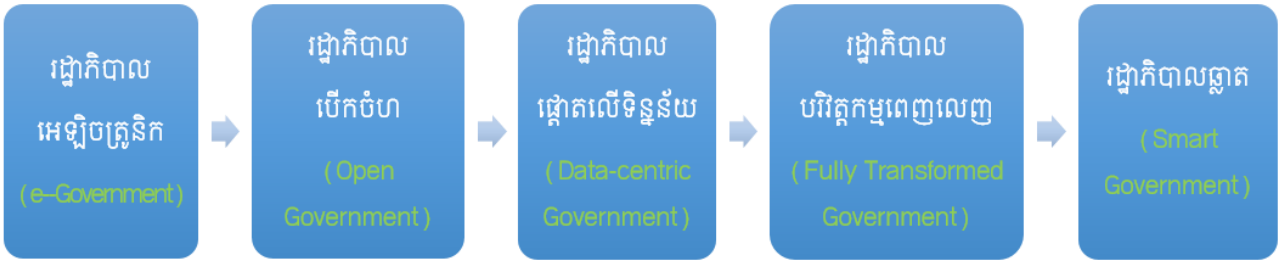 រដ្ឋាភិបាល
អេឡិចត្រូនិក
(e–Government)
រដ្ឋាភិបាល
បើកចំហ
(Open
Government)
រដ្ឋាភិបាល
ផ្តោតលើទិន្នន័យ
(Data-centric
Government)
រដ្ឋាភិបាល
បរិវត្តកម្មពេញលេញ
(Fully Transformed
Government)
រដ្ឋាភិបាលឆ្លាត
(Smart
Government)